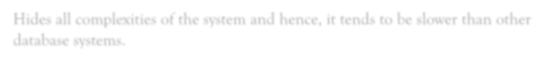 Hides all complexities of the system and hence, it tends to be slower than other
database systems.